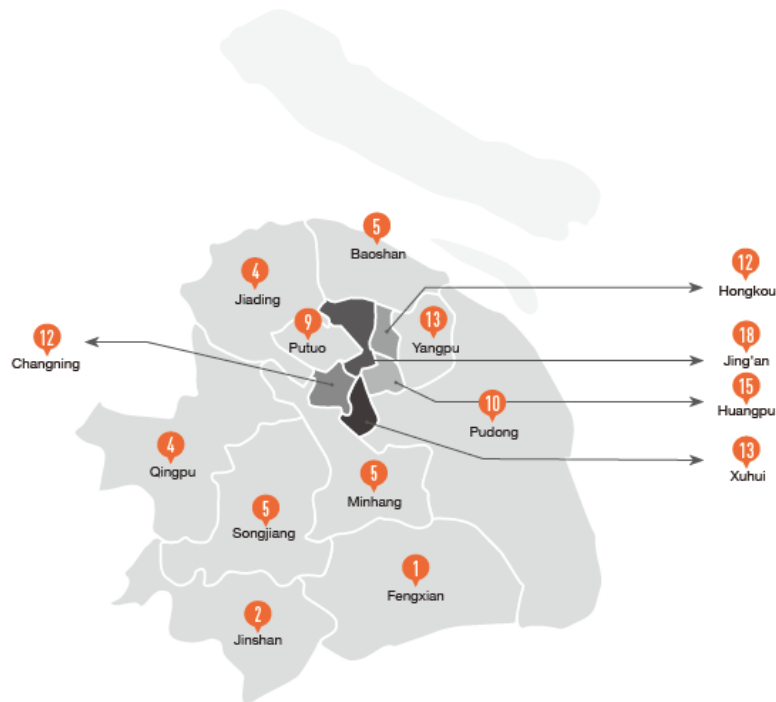 5
Baoshan
4
Jiading
12
Hongkou
9
Putuo
13
Yangpu
12
Changning
18
Jing'an
15
Huangpu
10
Pudong
13
Xuhui
4
Qingpu
5
Minhang
5
Songjiang
1
Fengxian
2
Jinshan